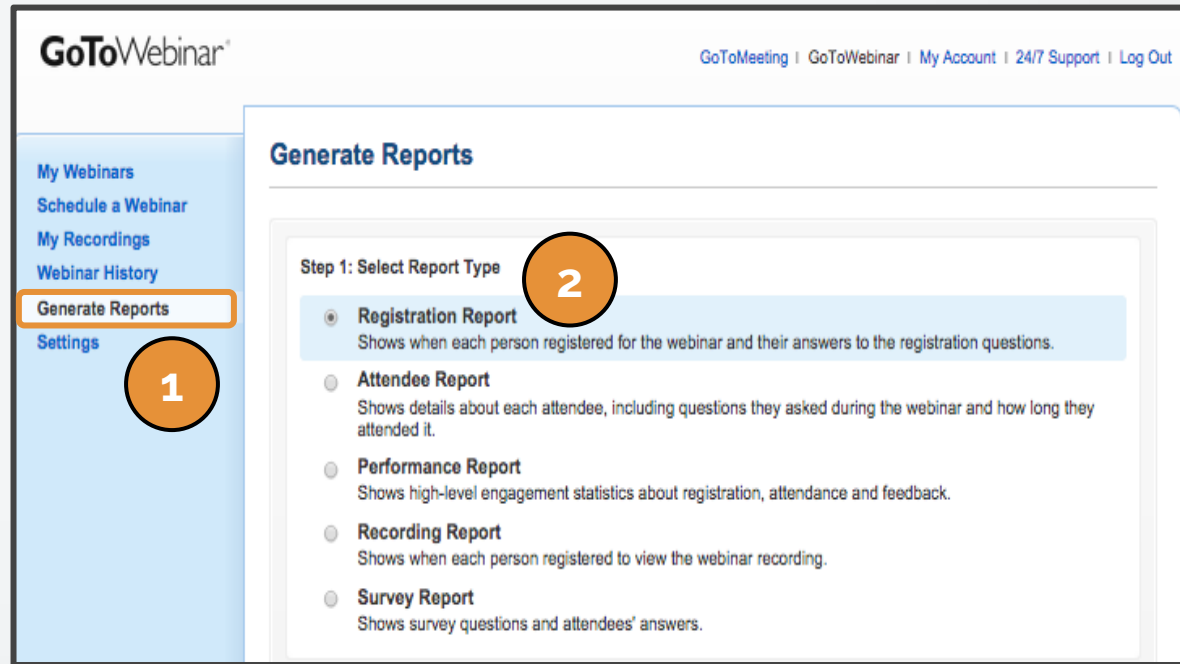 GoToWebinar®
GoToMeeting | GoToWebinar | My Account | 24/7 Support | Log Out
My Webinars
Schedule a Webinar
My Recordings
Webinar History
Generate Reports
Settings
1
Generate Reports
Step 1: Select Report Type
2
Registration Report
Shows when each person registered for the webinar and their answers to the registration questions.
Attendee Report
Shows details about each attendee, including questions they asked during the webinar and how long they
attended it.
Performance Report
Shows high-level engagement statistics about registration, attendance and feedback.
Recording Report
Shows when each person registered to view the webinar recording.
Survey Report
Shows survey questions and attendees' answers.